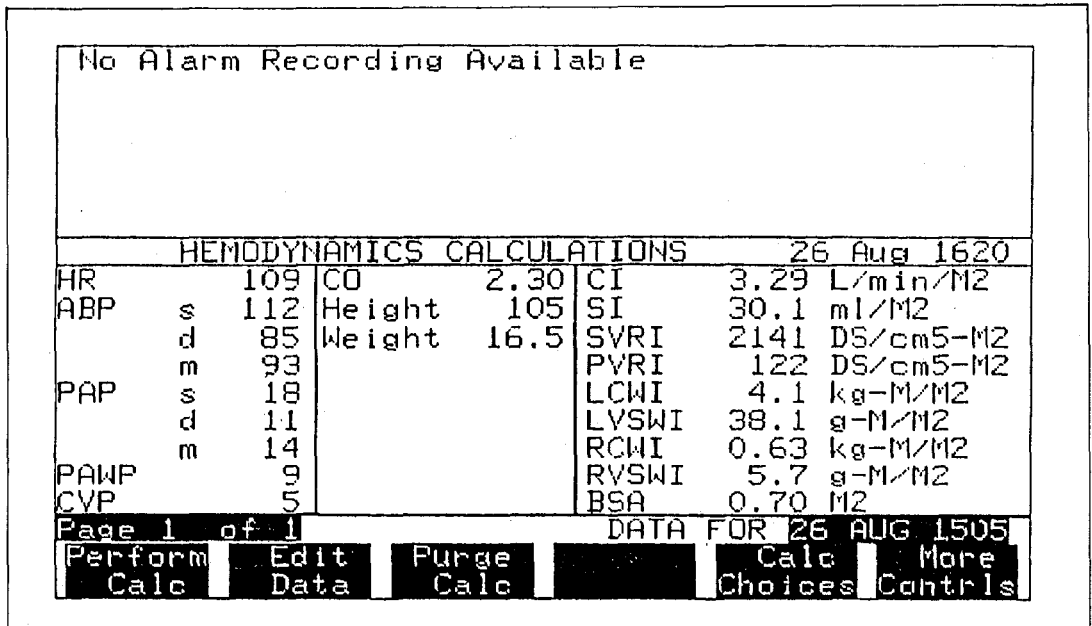 No Alarm Recording Available
HEMODYNAMICS CALCULATIONS 26 Aug 1620
HR 109 CO 2.30 CI 3.29 L/min/M2
ABP s 112 Height 105 SI 30.1 ml/M2
d 85 Weight 16.5 SVRI 2141 DS/cm5-M2
m 93 PVRI 122 DS/cm5-M2
PAP s 18 LCWI 4.1 kg-M/M2
d 11 LVSWI 38.1 g-M/M2
m 14 RCWI 0.63 kg-M/M2
PAWP 9 RVSWI 5.7 g-M/M2
CVP 5 BSA 0.70 M2
Page 1 of 1 DATA FOR 26 AUG 1505
Perform Edit Purge Calc More
Calc Data Calc Choices Contrls